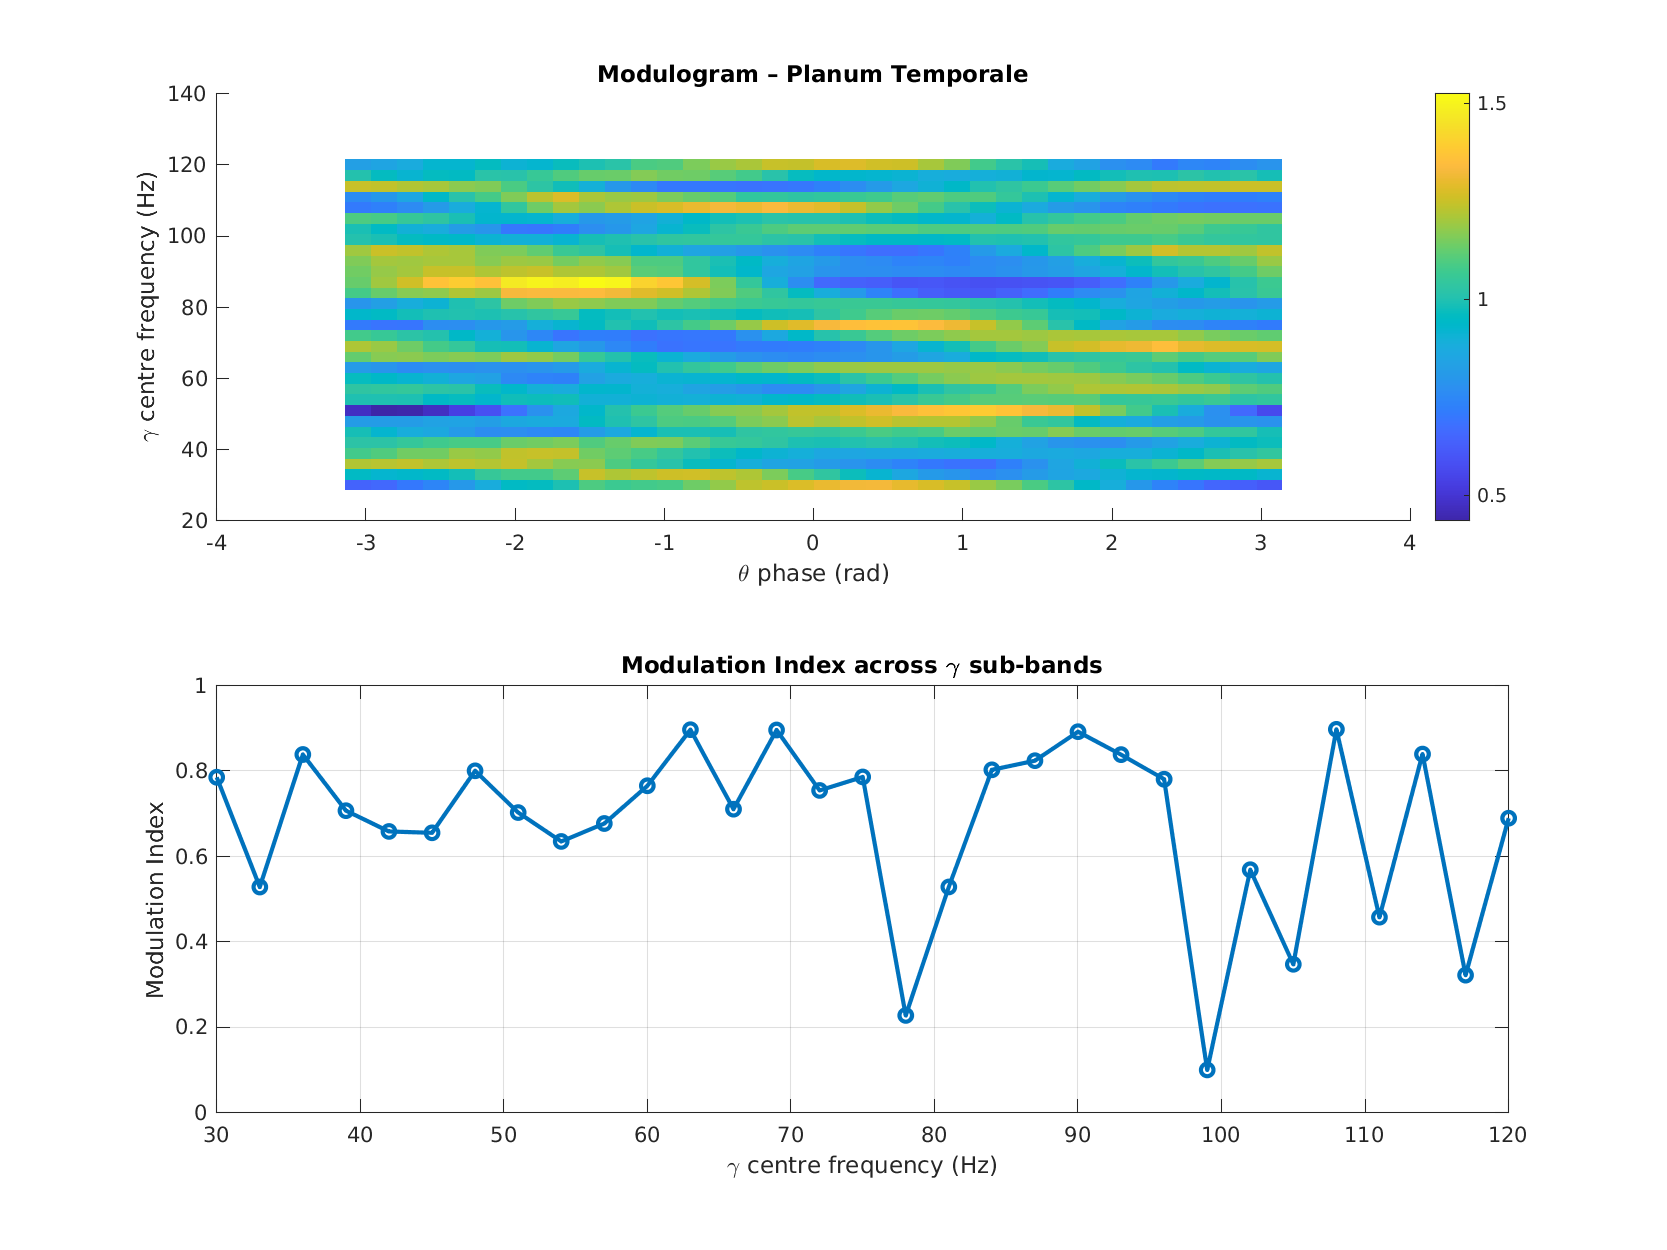 Modulogram – Planum Temporale
140
120
100
80
60
40
20
γ centre frequency (Hz)
-4 -3 -2 -1 0 1 2 3 4
θ phase (rad)
1.5
1
0.5
Modulation Index across γ sub-bands
1
0.8
0.6
0.4
0.2
0
Modulation Index
30 40 50 60 70 80 90 100 110 120
γ centre frequency (Hz)